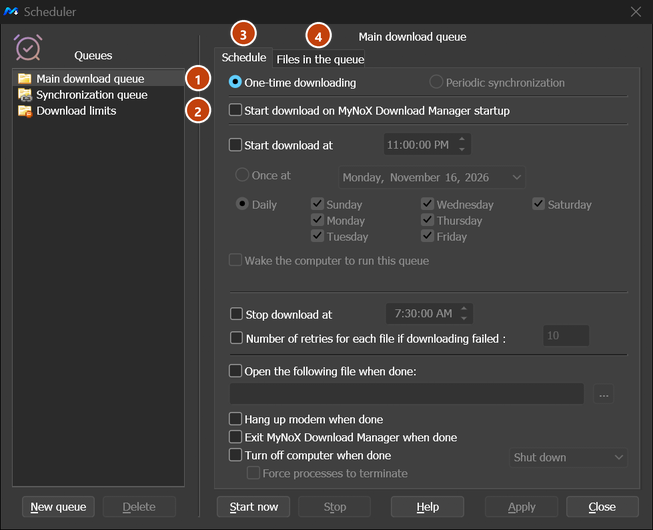 Scheduler
3
4
Main download queue
Queues
Schedule
Files in the queue
Main download queue
1
One-time downloading
Periodic synchronization
Synchronization queue
Download limits
2
Start download on MyNoX Download Manager startup
Start download at
11:00:00 PM
Once at
Monday, November 16, 2026
Daily
Sunday
Wednesday
Saturday
Monday
Thursday
Tuesday
Friday
Wake the computer to run this queue
Stop download at
7:30:00 AM
Number of retries for each file if downloading failed :
10
Open the following file when done:
...
Hang up modem when done
Exit MyNoX Download Manager when done
Turn off computer when done
Shut down
Force processes to terminate
New queue
Delete
Start now
Stop
Help
Apply
Close